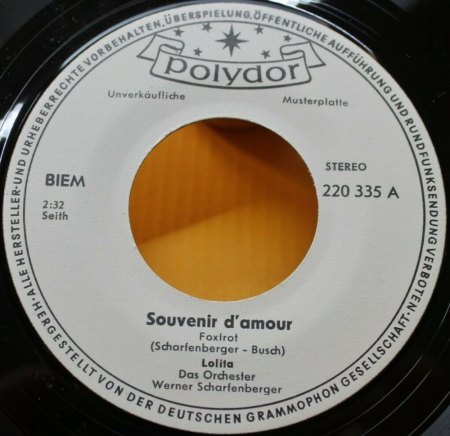 ALLE HERSTELLER- UND URHEBERRECHTE VORBEHALTEN, ÜBERSPIELUNG, ÖFFENTLICHE AUFFÜHRUNG UND RUNDFUNKSENDUNG VERBOTEN·
polydor
Unverkäufliche Musterplatte
BIEM
STEREO
220 335 A
2:32
Seith
Souvenir d'amour
Foxtrot
(Scharfenberger - Busch)
Lolita
Das Orchester
Werner Scharfenberger
HERGESTELLT VON DER DEUTSCHEN GRAMMOPHON GESELLSCHAFT·